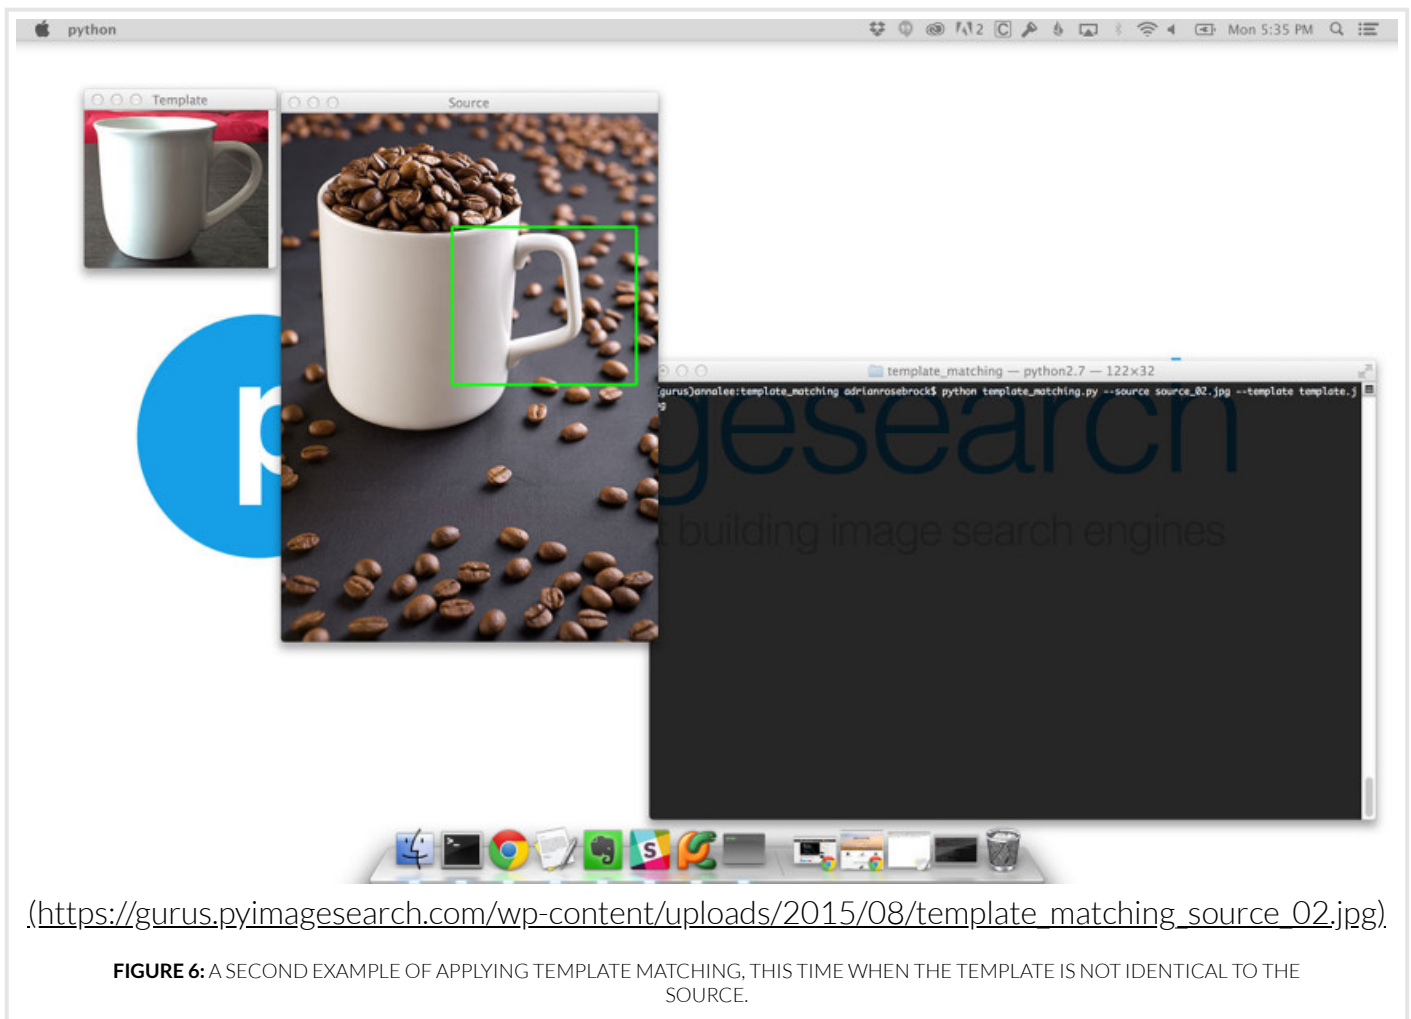 python
2
Mon 5:35 PM
Template
Source
template_matching — python2.7 — 122×32
(gurus)annalee:template_matching adrianrosebrock$ python template_matching.py --source source_02.jpg --template template.j
pg
p
gesearch
t building image search engines
S
(https://gurus.pyimagesearch.com/wp-content/uploads/2015/08/template_matching_source_02.jpg)
FIGURE 6: A SECOND EXAMPLE OF APPLYING TEMPLATE MATCHING, THIS TIME WHEN THE TEMPLATE IS NOT IDENTICAL TO THE
SOURCE.